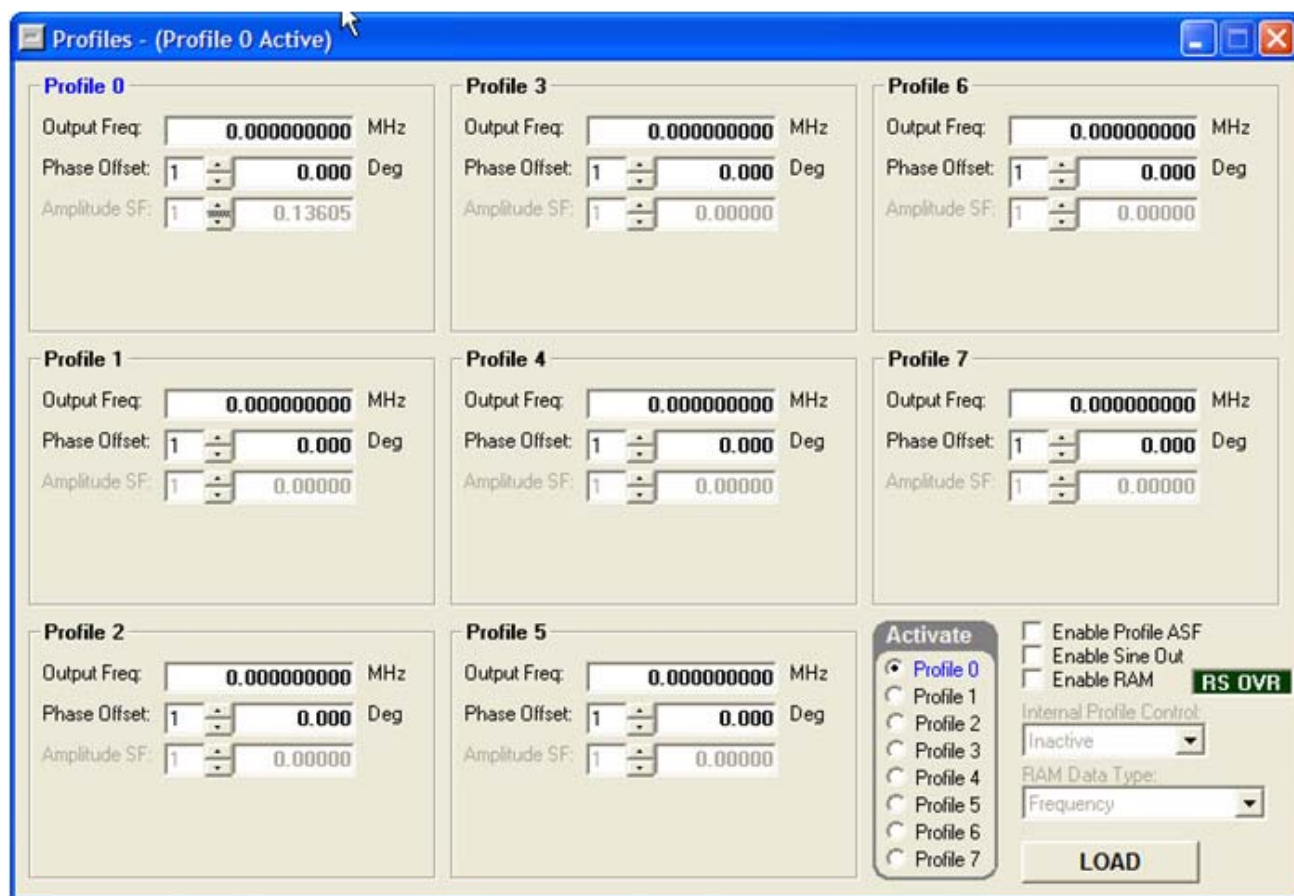 Profiles - (Profile 0 Active)
Profile 0
Output Freq: 0.000000000 MHz
Phase Offset: 1 0.000 Deg
Amplitude SF: 1 0.13605
Profile 3
Output Freq: 0.000000000 MHz
Phase Offset: 1 0.000 Deg
Amplitude SF: 1 0.00000
Profile 6
Output Freq: 0.000000000 MHz
Phase Offset: 1 0.000 Deg
Amplitude SF: 1 0.00000
Profile 1
Output Freq: 0.000000000 MHz
Phase Offset: 1 0.000 Deg
Amplitude SF: 1 0.00000
Profile 4
Output Freq: 0.000000000 MHz
Phase Offset: 1 0.000 Deg
Amplitude SF: 1 0.00000
Profile 7
Output Freq: 0.000000000 MHz
Phase Offset: 1 0.000 Deg
Amplitude SF: 1 0.00000
Profile 2
Output Freq: 0.000000000 MHz
Phase Offset: 1 0.000 Deg
Amplitude SF: 1 0.00000
Profile 5
Output Freq: 0.000000000 MHz
Phase Offset: 1 0.000 Deg
Amplitude SF: 1 0.00000
Activate
Profile 0
Profile 1
Profile 2
Profile 3
Profile 4
Profile 5
Profile 6
Profile 7
Enable Profile ASF
Enable Sine Out
Enable RAM
RS OVR
Internal Profile Control:
Inactive
RAM Data Type:
Frequency
LOAD